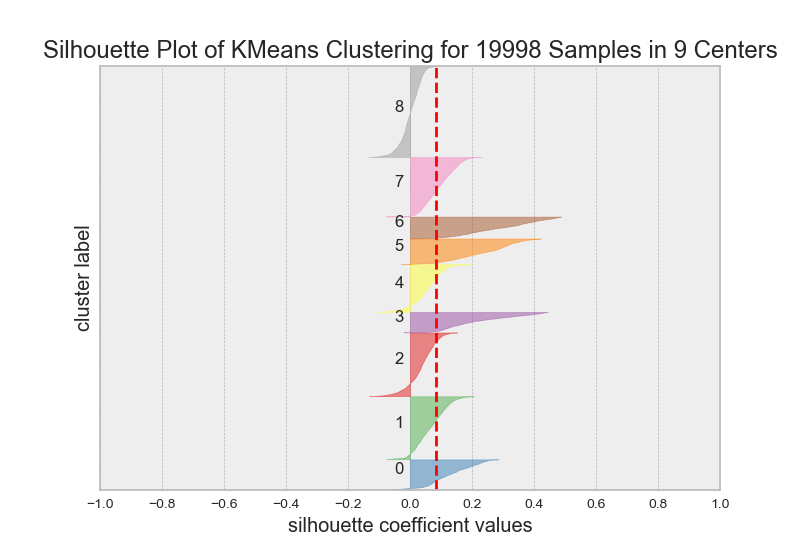 Silhouette Plot of KMeans Clustering for 19998 Samples in 9 Centers
8
7
6
5
4
3
2
1
0
cluster label
−1.0 −0.8 −0.6 −0.4 −0.2 0.0 0.2 0.4 0.6 0.8 1.0
silhouette coefficient values